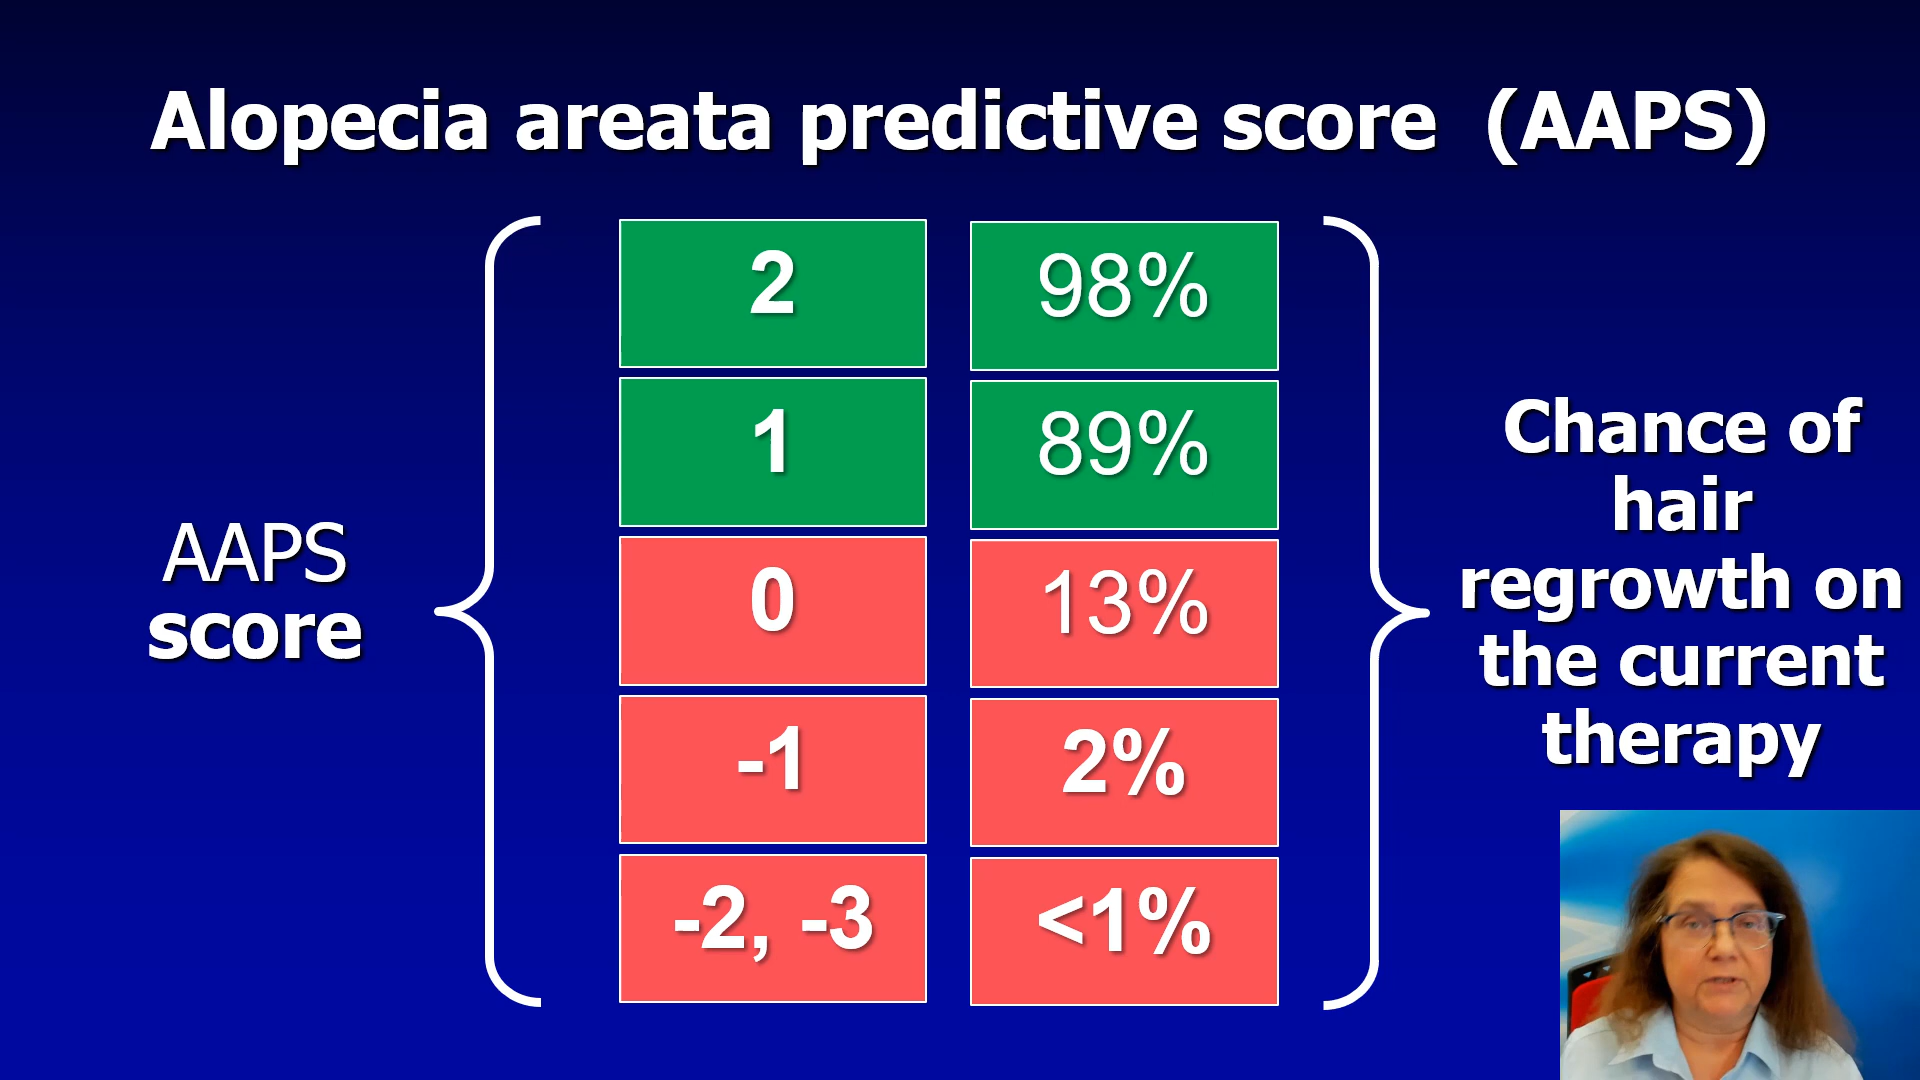 Alopecia areata predictive score (AAPS)
AAPS
score
2 98%
1 89%
0 13%
-1 2%
-2, -3 <1%
Chance of
hair
regrowth on
the current
therapy